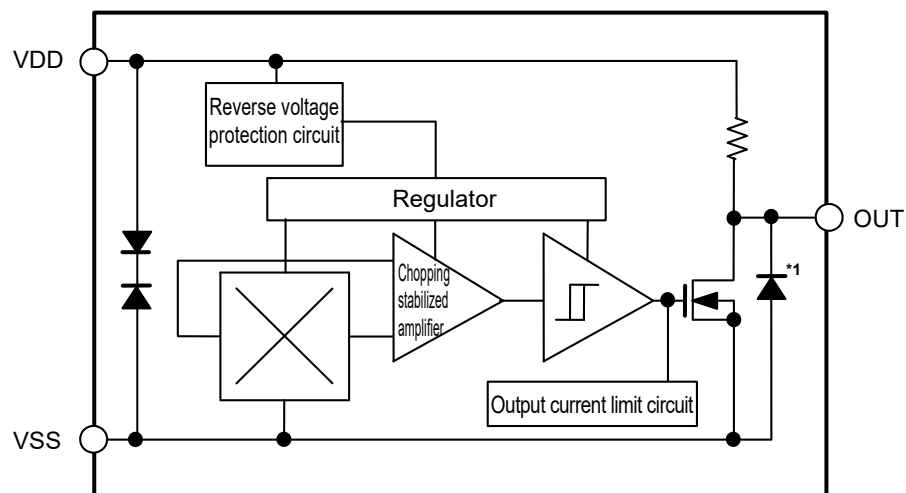 VDD
Reverse voltage
protection circuit
Regulator
OUT
*1
Chopping
stabilized
amplifier
Output current limit circuit
VSS